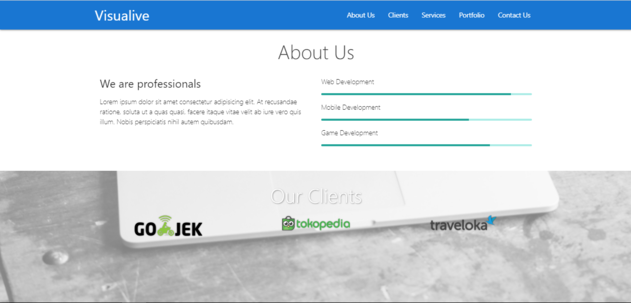 Visualive
About Us Clients Services Portfolio Contact Us
About Us
We are professionals
Lorem ipsum dolor sit amet consectetur adipisicing elit. At recusandae
ratione, soluta ut a quas quasi, facere itaque vitae velit ab iure vero quis
illum. Nobis perspiciatis nihil autem quibusdam.
Web Development
Mobile Development
Game Development
Our Clients
GOJEK
tokopedia
traveloka